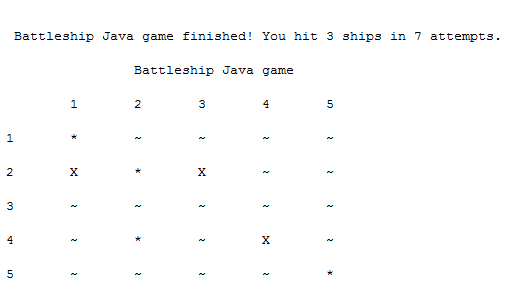 Battleship Java game finished! You hit 3 ships in 7 attempts.
Battleship Java game
1 2 3 4 5
1 * ~ ~ ~ ~
2 X * X ~ ~
3 ~ ~ ~ ~ ~
4 ~ * ~ X ~
5 ~ ~ ~ ~ *